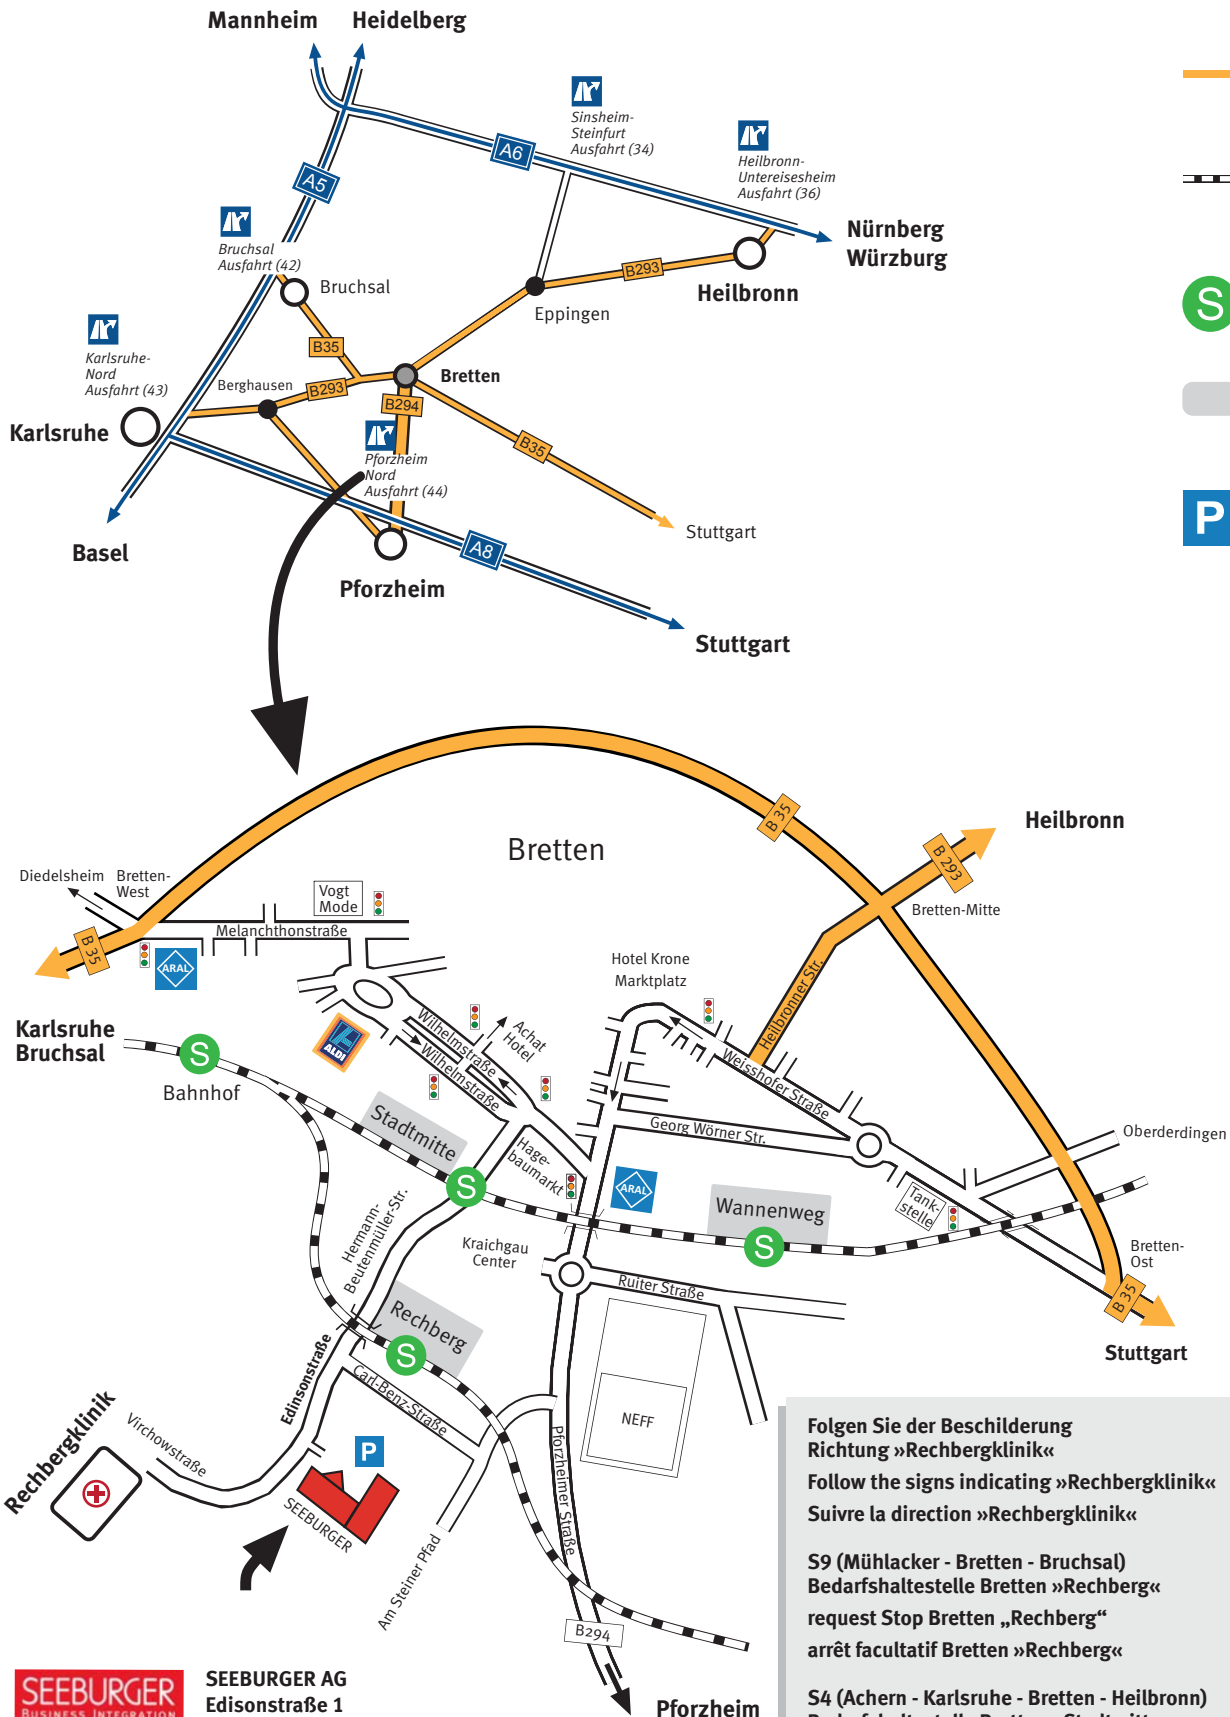 Mannheim
Heidelberg
Sinsheim-
Steinfurt
Ausfahrt (34)
A6
Heilbronn-
Untereisesheim
Ausfahrt (36)
A5
Nürnberg
Würzburg
Bruchsal
Ausfahrt (42)
Bruchsal
B293
Heilbronn
Eppingen
S
Karlsruhe-
Nord
Ausfahrt (43)
B35
Berghausen
B293
Bretten
B294
Karlsruhe
B35
Pforzheim
Nord
Ausfahrt (44)
P
Stuttgart
Basel
A8
Pforzheim
Stuttgart
B 35
Heilbronn
Bretten
B 293
Diedelsheim
Bretten-
West
Vogt
Mode
Bretten-Mitte
Melanchthonstraße
B 35
ARAL
Hotel Krone
Marktplatz
Heilbronner Str.
Karlsruhe
Bruchsal
Wilhelmstraße
Achat
Hotel
ALDI
Wilhelmstraße
S
Weisshofer Straße
Bahnhof
Stadtmitte
Georg Wörner Str.
Oberderdingen
Hage-
baumarkt
ARAL
S
Tank-
stelle
Wannenweg
S
Hermann-
Beutenmüller-Str.
Kraichgau
Center
Bretten-
Ost
Ruiter Straße
B 35
Rechberg
S
Stuttgart
Edinsonstraße
Carl-Benz-Straße
NEFF
Rechbergklinik
Virchowstraße
P
SEEBURGER
Pforzheimer Straße
Am Steiner Pfad
B294
Pforzheim
Folgen Sie der Beschilderung
Richtung »Rechbergklinik«
Follow the signs indicating »Rechbergklinik«
Suivre la direction »Rechbergklinik«
S9 (Mühlacker - Bretten - Bruchsal)
Bedarfshaltestelle Bretten »Rechberg«
request Stop Bretten „Rechberg“
arrêt facultatif Bretten »Rechberg«
S4 (Achern - Karlsruhe - Bretten - Heilbronn)
SEEBURGER
BUSINESS INTEGRATION
SEEBURGER AG
Edisonstraße 1